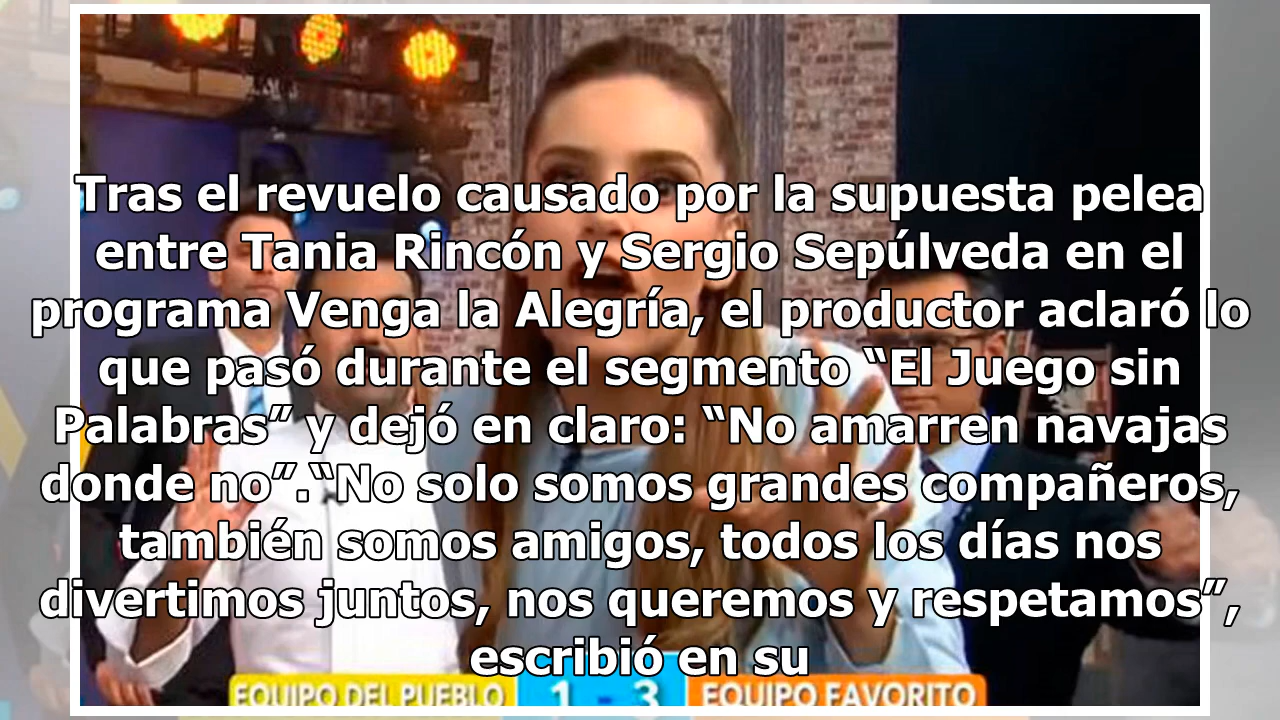 Tras el revuelo causado por la supuesta pelea
entre Tania Rincón y Sergio Sepúlveda en el
programa Venga la Alegría, el productor aclaró lo
que pasó durante el segmento “El Juego sin
Palabras” y dejó en claro: “No amarren navajas
donde no”.“No solo somos grandes compañeros,
también somos amigos, todos los días nos
divertimos juntos, nos queremos y respetamos”,
escribió en su
EQUIPO DEL PUEBLO 1 - 3 EQUIPO FAVORITO